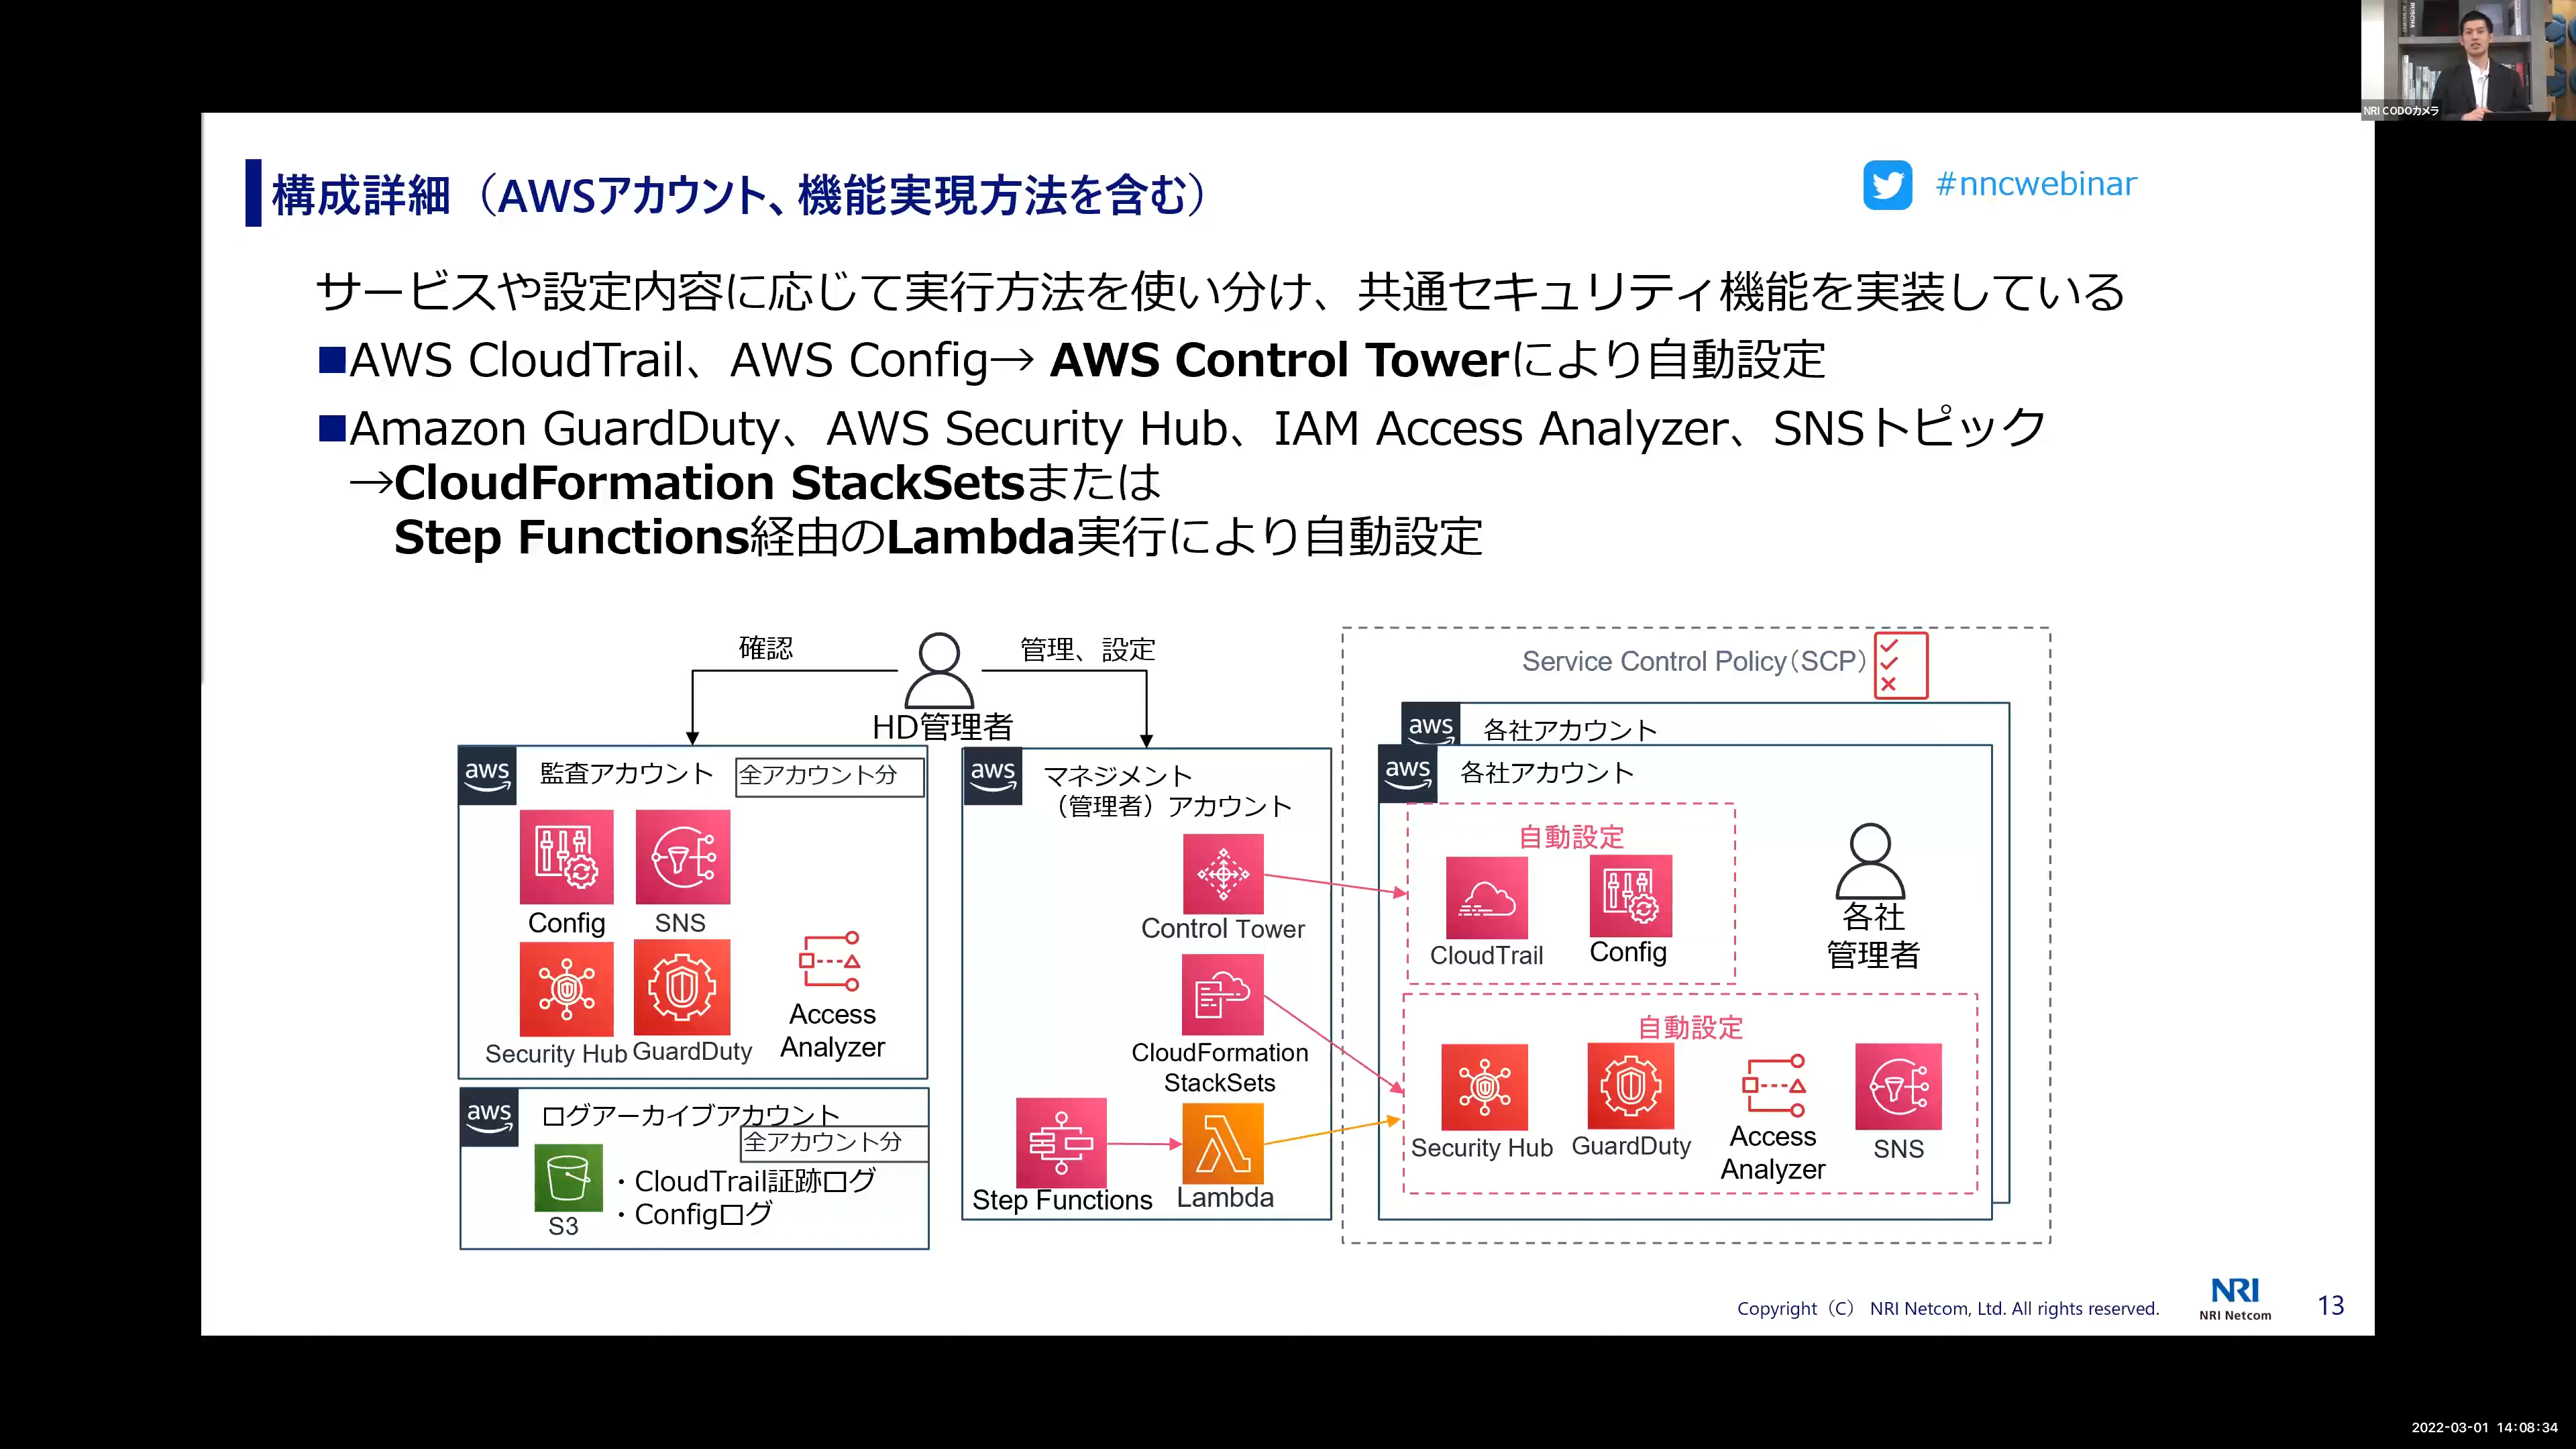 NRI CODOカメラ
構成詳細（AWSアカウント、機能実現方法を含む）
#nncwebinar
サービスや設定内容に応じて実行方法を使い分け、共通セキュリティ機能を実装している
■AWS CloudTrail、AWS Config→ AWS Control Towerにより自動設定
■Amazon GuardDuty、AWS Security Hub、IAM Access Analyzer、SNSトピック
→CloudFormation StackSetsまたは
Step Functions経由のLambda実行により自動設定
確認
管理、設定
HD管理者
aws
監査アカウント
全アカウント分
Config
SNS
Security Hub
GuardDuty
Access
Analyzer
aws
ログアーカイブアカウント
全アカウント分
S3
・CloudTrail証跡ログ
・Configログ
aws
マネジメント
（管理者）アカウント
Control Tower
CloudFormation
StackSets
Step Functions
Lambda
Service Control Policy（SCP）
aws
各社アカウント
aws
各社アカウント
自動設定
CloudTrail
Config
各社
管理者
自動設定
Security Hub
GuardDuty
Access
Analyzer
SNS
Copyright（C） NRI Netcom, Ltd. All rights reserved.
NRI
NRI Netcom
13
2022-03-01 14:08:34